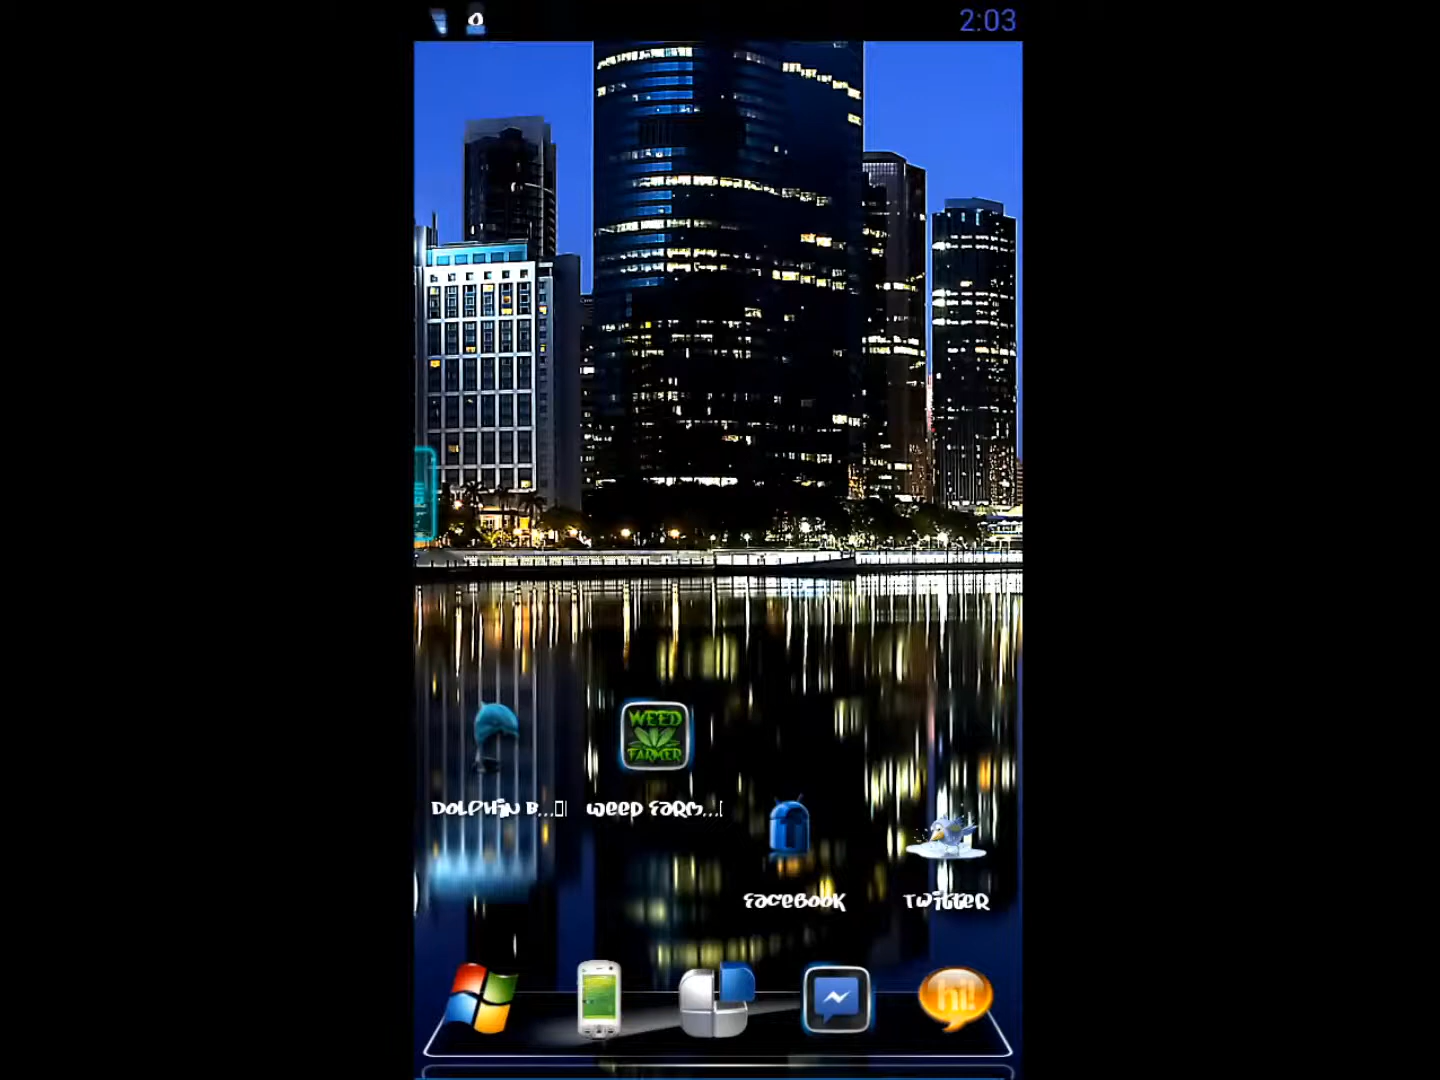 2:03
WEED
FARMER
DOLPHIN B...
WEED FARM...
FACEBOOK
TWITTER
hi!